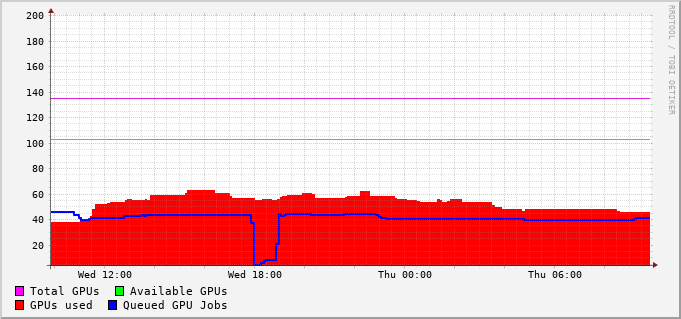 200
180
160
140
120
100
80
60
40
20
Wed 12:00 Wed 18:00 Thu 00:00 Thu 06:00
Total GPUs Available GPUs
GPUs used Queued GPU Jobs
RRDTOOL / TOBI OETIKER